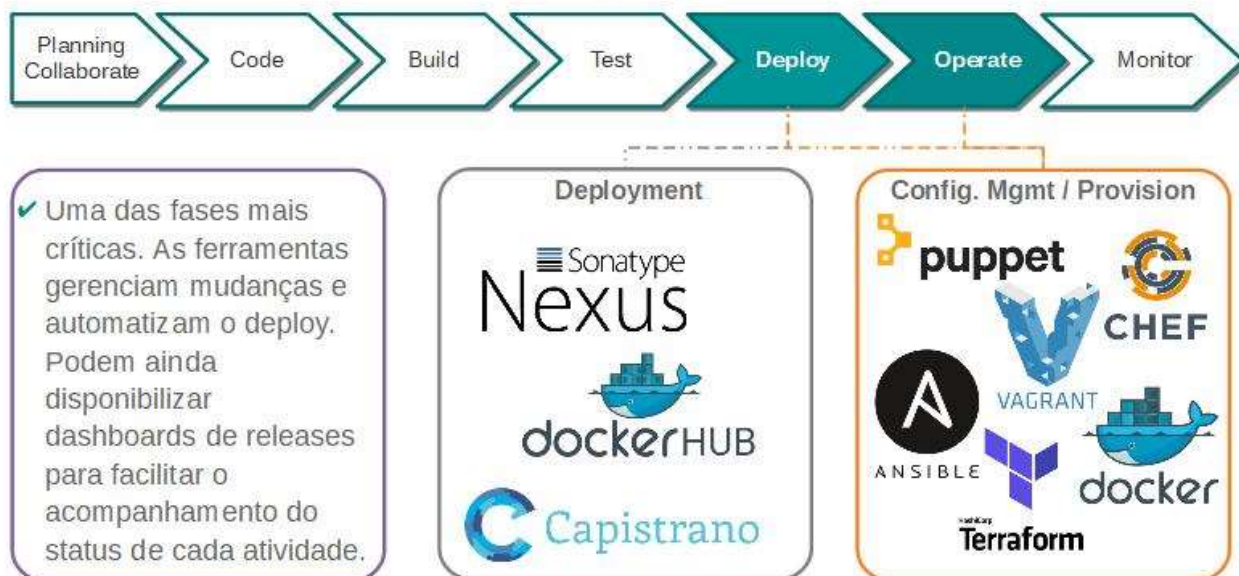 Planning
Collaborate
Code
Build
Test
Deploy
Operate
Monitor
✔ Uma das fases mais
críticas. As ferramentas
gerenciam mudanças e
automatizam o deploy.
Podem ainda
disponibilizar
dashboards de releases
para facilitar o
acompanhamento do
status de cada atividade.
Deployment
Sonatype
Nexus
dockerHUB
Capistrano
Config. Mgmt / Provision
puppet
CHEF
VAGRANT
ANSIBLE
docker
HashiCorp
Terraform